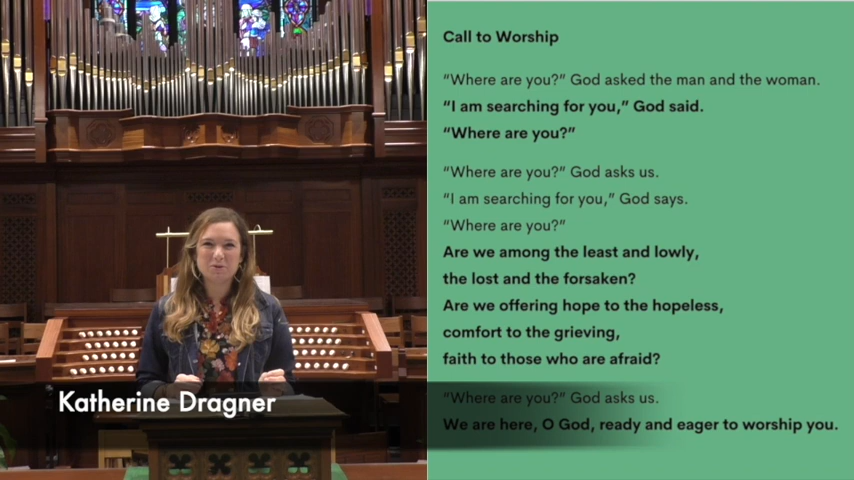 Call to Worship
“Where are you?” God asked the man and the woman.
“I am searching for you,” God said.
“Where are you?”
“Where are you?” God asks us.
“I am searching for you,” God says.
“Where are you?”
Are we among the least and lowly,
the lost and the forsaken?
Are we offering hope to the hopeless,
comfort to the grieving,
faith to those who are afraid?
“Where are you?” God asks us.
We are here, O God, ready and eager to worship you.
Katherine Dragner